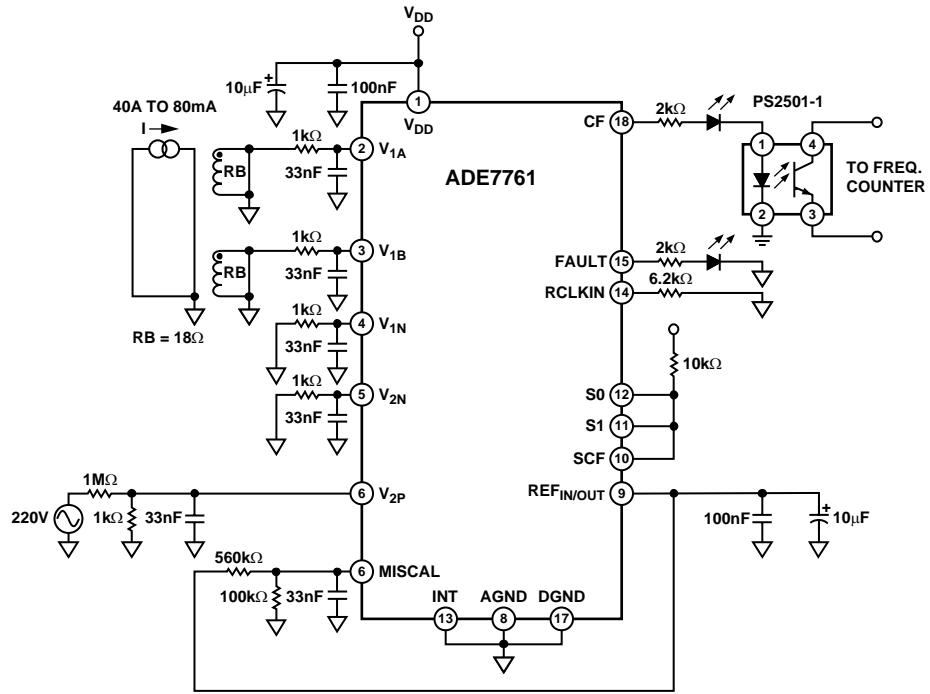 VDD
10µF
+
100nF
40A TO 80mA
I
RB
RB
RB = 18Ω
1kΩ
33nF
1kΩ
33nF
1kΩ
33nF
1kΩ
33nF
220V
1MΩ
1kΩ
33nF
560kΩ
100kΩ
33nF
1
VDD
2
V1A
3
V1B
4
V1N
5
V2N
6
V2P
6
MISCAL
ADE7761
INT
AGND
DGND
13
8
17
CF
18
FAULT
15
RCLKIN
14
S0
12
S1
11
SCF
10
REFIN/OUT
9
2kΩ
PS2501-1
1
4
2
3
TO FREQ.
COUNTER
2kΩ
6.2kΩ
10kΩ
100nF
+
10µF